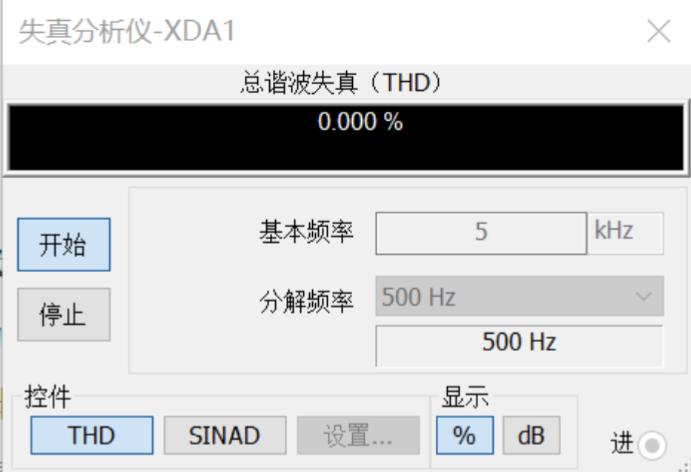 失真分析仪-XDA1
总谐波失真（THD）
0.000 %
开始
基本频率 5 kHz
停止
分解频率 500 Hz
500 Hz
控件
显示
THD SINAD 设置... % dB 进